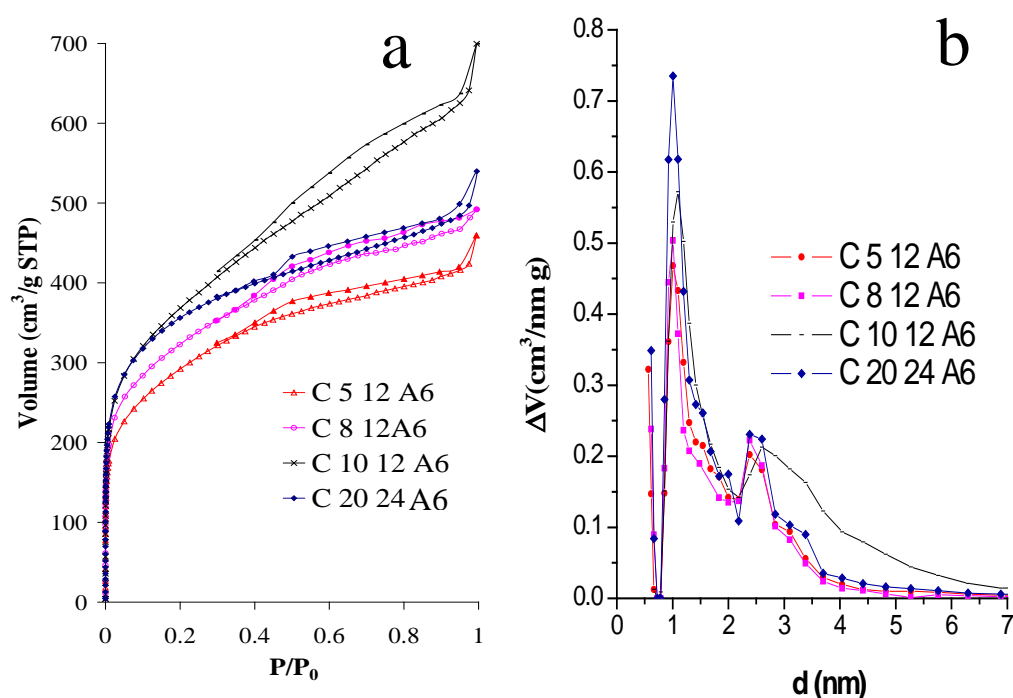 a
700
600
500
400
300
200
100
0
Volume (cm³/g STP)
0 0.2 0.4 0.6 0.8 1
P/P₀
C 5 12 A6
C 8 12A6
C 10 12 A6
C 20 24 A6
b
0.8
0.7
0.6
0.5
0.4
0.3
0.2
0.1
0.0
ΔV(cm³/nm g)
0 1 2 3 4 5 6 7
d (nm)
C 5 12 A6
C 8 12 A6
C 10 12 A6
C 20 24 A6